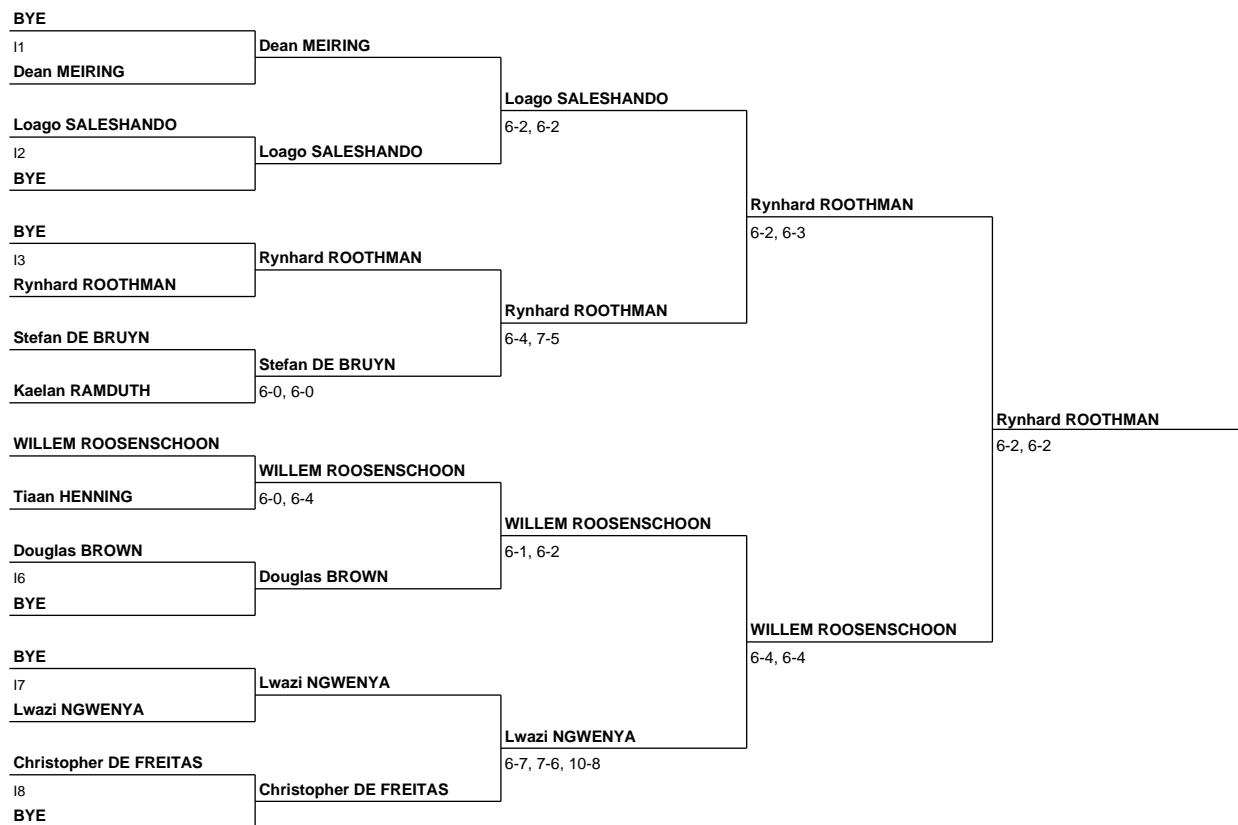 BYE
I1
Dean MEIRING
Dean MEIRING
Loago SALESHANDO
6-2, 6-2
Loago SALESHANDO
I2
Loago SALESHANDO
BYE
Rynhard ROOTHMAN
6-2, 6-3
BYE
I3
Rynhard ROOTHMAN
Rynhard ROOTHMAN
Rynhard ROOTHMAN
6-4, 7-5
Stefan DE BRUYN
Stefan DE BRUYN
Kaelan RAMDUTH
6-0, 6-0
Rynhard ROOTHMAN
6-2, 6-2
WILLEM ROOSENSCHOON
WILLEM ROOSENSCHOON
Tiaan HENNING
6-0, 6-4
WILLEM ROOSENSCHOON
6-1, 6-2
Douglas BROWN
I6
Douglas BROWN
BYE
WILLEM ROOSENSCHOON
6-4, 6-4
BYE
I7
Lwazi NGWENYA
Lwazi NGWENYA
Lwazi NGWENYA
6-7, 7-6, 10-8
Christopher DE FREITAS
I8
Christopher DE FREITAS
BYE